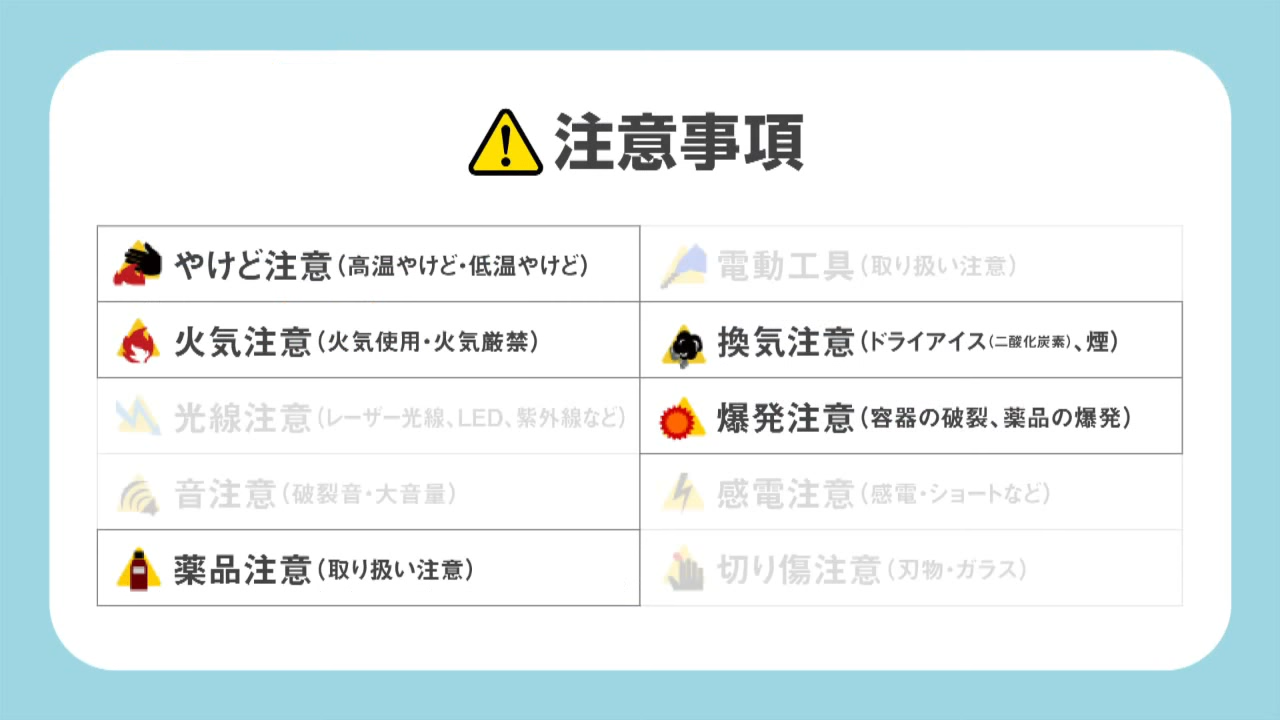 注意事項
やけど注意(高温やけど・低温やけど)
電動工具(取り扱い注意)
火気注意(火気使用・火気厳禁)
換気注意(ドライアイス(二酸化炭素)、煙)
光線注意(レーザー光線、LED、紫外線など)
爆発注意(容器の破裂、薬品の爆発)
音注意(破裂音・大音量)
感電注意(感電・ショートなど)
薬品注意(取り扱い注意)
切り傷注意(刃物・ガラス)